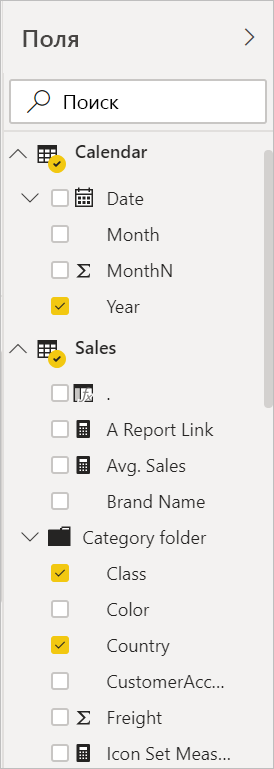 Поля
Поиск
Calendar
Date
Month
Σ MonthN
Year
Sales
.
A Report Link
Avg. Sales
Brand Name
Category folder
Class
Color
Country
CustomerAcc...
Σ Freight
Icon Set Meas...